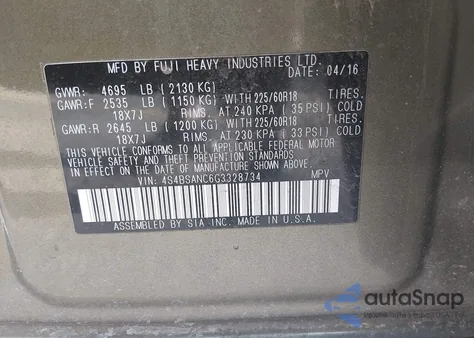 MFD BY FUJI HEAVY INDUSTRIES LTD.
DATE: 04/16
GVWR: 4695 LB (2130 KG) TIRES.
GAWR:F 2535 LB (1150 KG) WITH 225/60R18
18X7J RIMS. AT 240 KPA (35 PSI) COLD
TIRES.
GAWR:R 2645 LB (1200 KG) WITH 225/60R18
18X7J RIMS. AT 230 KPA (33 PSI) COLD
THIS VEHICLE CONFORMS TO ALL APPLICABLE FEDERAL MOTOR
VEHICLE SAFETY AND BUMPER STANDARDS IN EFFECT
ON THE DATE OF MANUFACTURE SHOWN ABOVE.
VIN: 4S4BSANC6G3328734 MPV
ASSEMBLED BY SIA INC. MADE IN U.S.A.
autoSnap